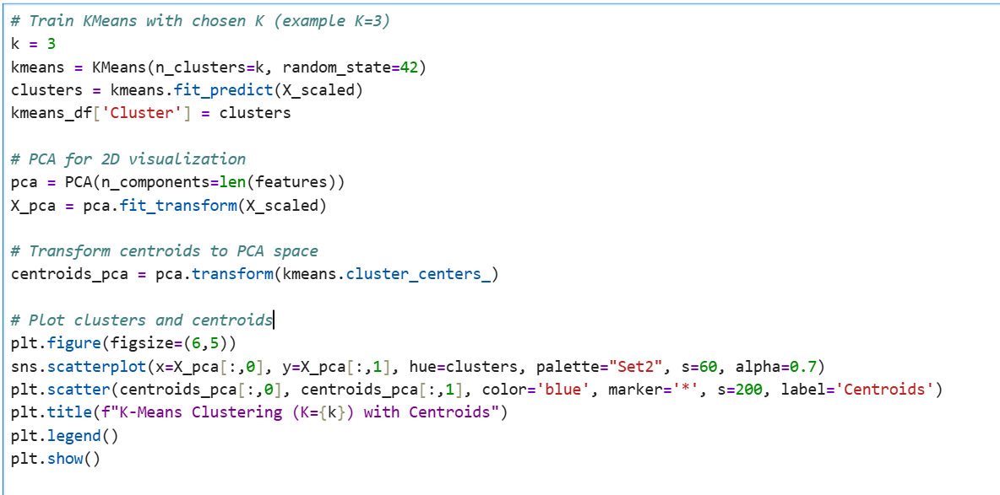 # Train KMeans with chosen K (example K=3)
k = 3
kmeans = KMeans(n_clusters=k, random_state=42)
clusters = kmeans.fit_predict(X_scaled)
kmeans_df['Cluster'] = clusters
# PCA for 2D visualization
pca = PCA(n_components=len(features))
X_pca = pca.fit_transform(X_scaled)
# Transform centroids to PCA space
centroids_pca = pca.transform(kmeans.cluster_centers_)
# Plot clusters and centroids
plt.figure(figsize=(6,5))
sns.scatterplot(x=X_pca[:,0], y=X_pca[:,1], hue=clusters, palette="Set2", s=60, alpha=0.7)
plt.scatter(centroids_pca[:,0], centroids_pca[:,1], color='blue', marker='*', s=200, label='Centroids')
plt.title(f"K-Means Clustering (K={k}) with Centroids")
plt.legend()
plt.show()